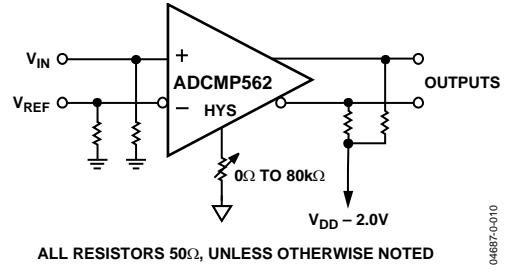 V_IN
+
ADCMP562
OUTPUTS
V_REF
−
HYS
0Ω TO 80kΩ
V_DD − 2.0V
ALL RESISTORS 50Ω, UNLESS OTHERWISE NOTED
04687-0-010